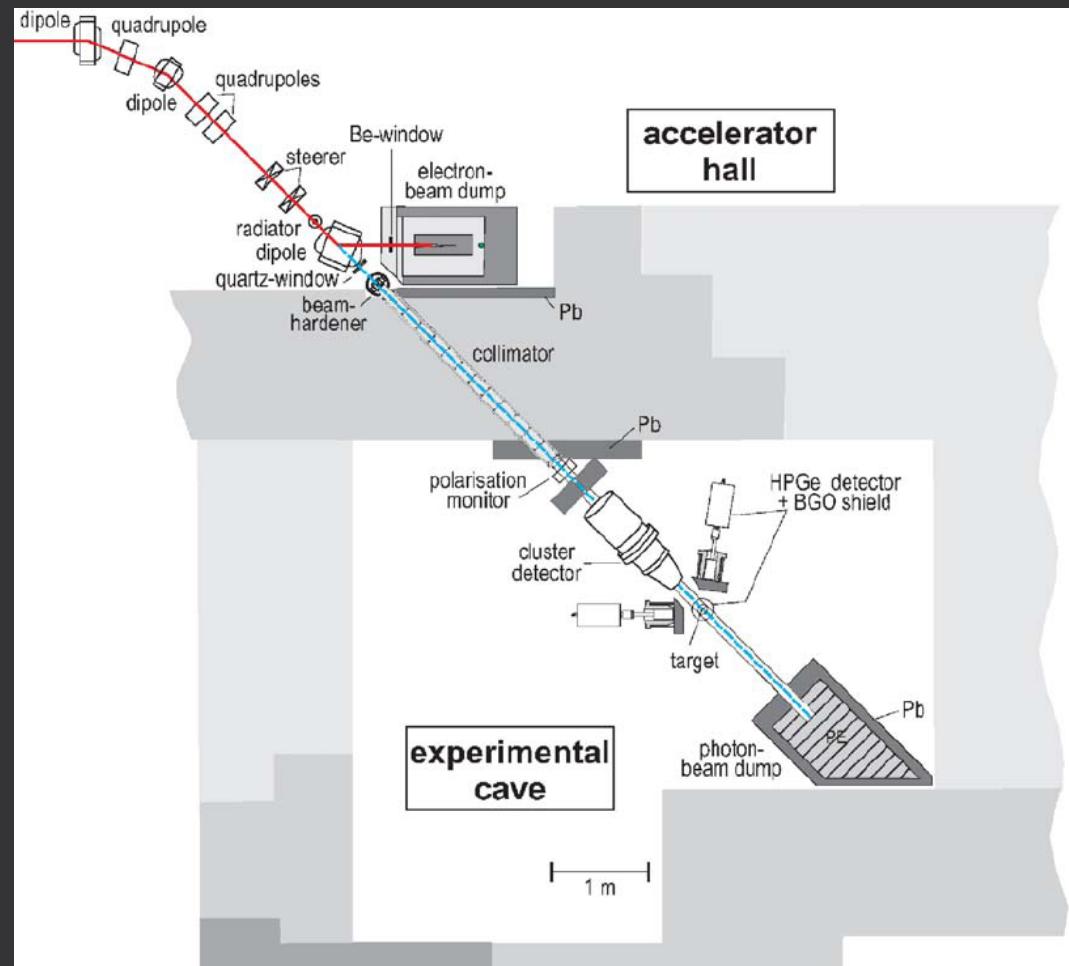 dipole
quadrupole
dipole
quadrupoles
steerer
Be-window
electron-
beam dump
accelerator
hall
radiator
dipole
quartz-window
beam-
hardener
Pb
collimator
Pb
polarisation
monitor
HPGe detector
+ BGO shield
cluster
detector
target
Pb
PE
photon-
beam dump
experimental
cave
1 m